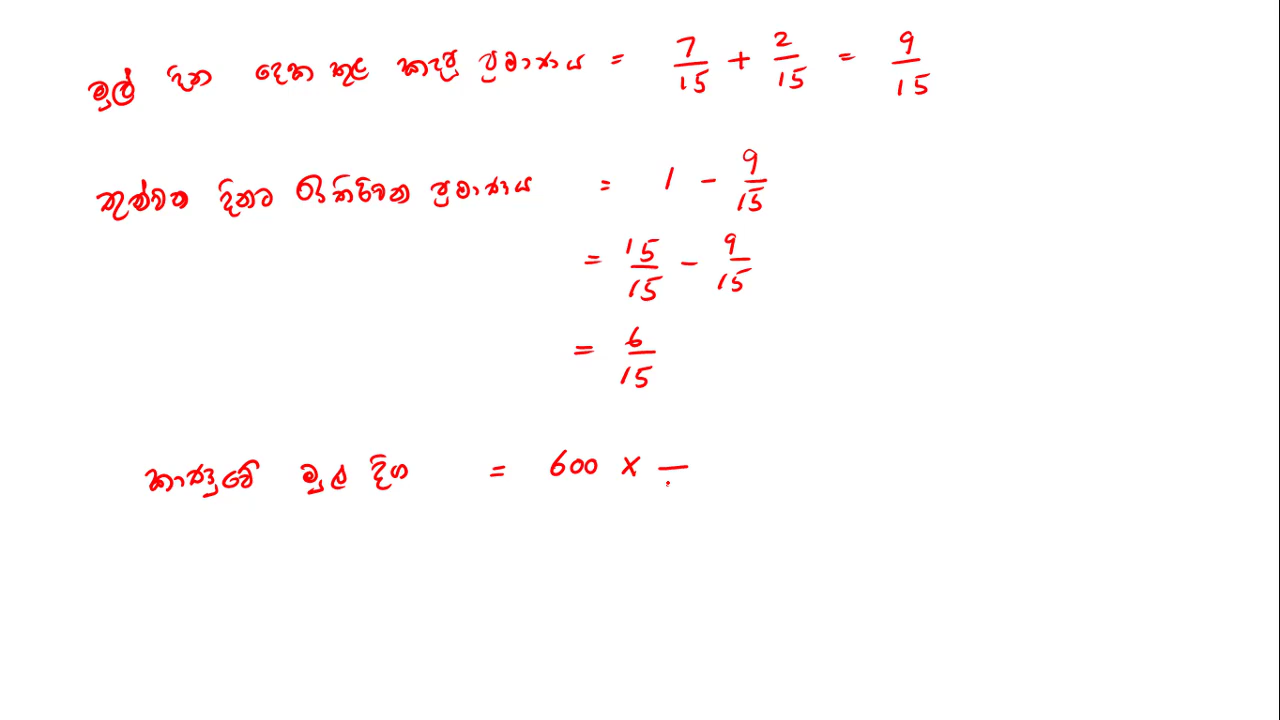 මුල් දින දෙක තුල කැපූ ප්‍රමාණය = 7/15 + 2/15 = 9/15
තුන්වන දිනට ඉතිරිවන ප්‍රමාණය = 1 - 9/15
= 15/15 - 9/15
= 6/15
කාණුවේ මුලු දිග = 600 ×